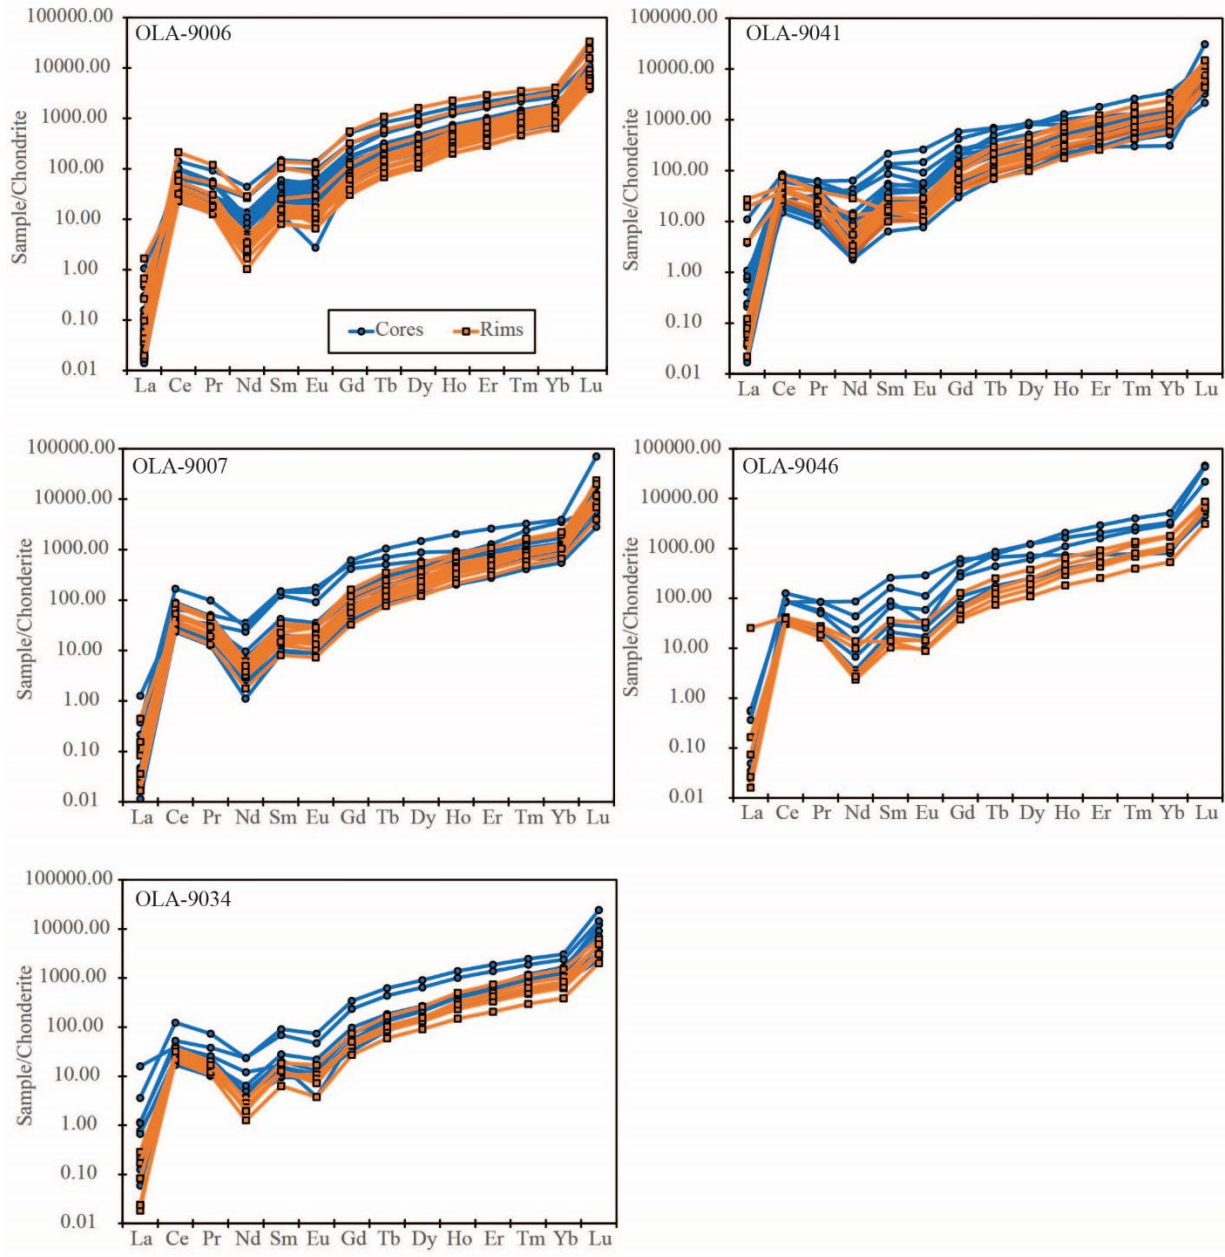 OLA-9006
Sample/Chonderite
100000.00
10000.00
1000.00
100.00
10.00
1.00
0.10
0.01
Cores Rims
La Ce Pr Nd Sm Eu Gd Tb Dy Ho Er Tm Yb Lu
OLA-9041
Sample/Chonderite
100000.00
10000.00
1000.00
100.00
10.00
1.00
0.10
0.01
La Ce Pr Nd Sm Eu Gd Tb Dy Ho Er Tm Yb Lu
OLA-9007
Sample/Chonderite
100000.00
10000.00
1000.00
100.00
10.00
1.00
0.10
0.01
La Ce Pr Nd Sm Eu Gd Tb Dy Ho Er Tm Yb Lu
OLA-9046
Sample/Chonderite
100000.00
10000.00
1000.00
100.00
10.00
1.00
0.10
0.01
La Ce Pr Nd Sm Eu Gd Tb Dy Ho Er Tm Yb Lu
OLA-9034
Sample/Chonderite
100000.00
10000.00
1000.00
100.00
10.00
1.00
0.10
0.01
La Ce Pr Nd Sm Eu Gd Tb Dy Ho Er Tm Yb Lu